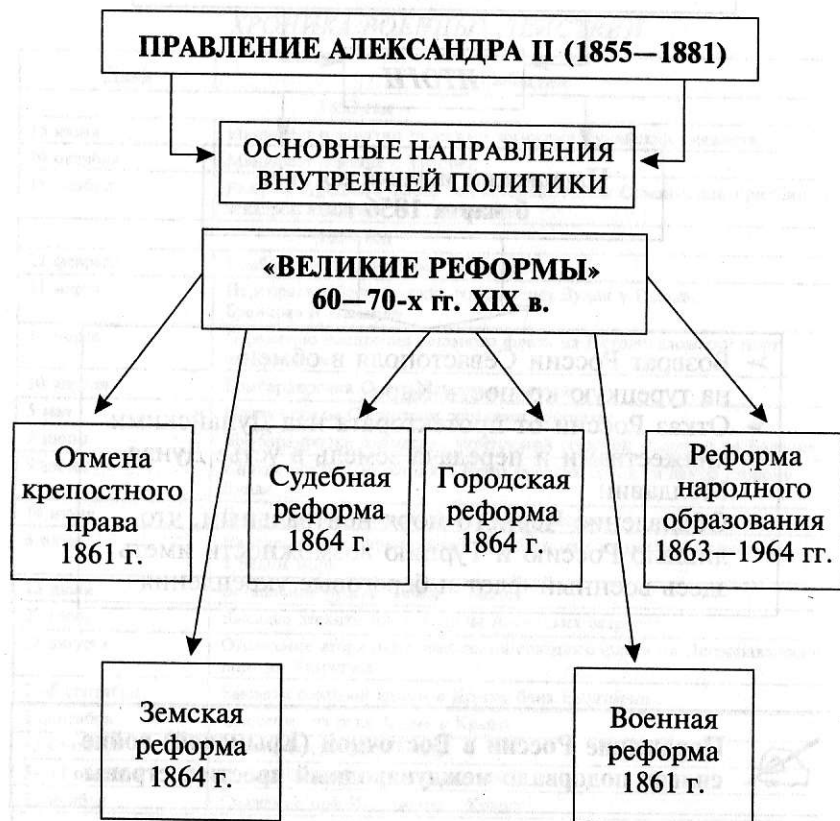 ПРАВЛЕНИЕ АЛЕКСАНДРА II (1855—1881)
ОСНОВНЫЕ НАПРАВЛЕНИЯ
ВНУТРЕННЕЙ ПОЛИТИКИ
«ВЕЛИКИЕ РЕФОРМЫ»
60—70-х гг. XIX в.
Отмена
крепостного
права
1861 г.
Судебная
реформа
1864 г.
Городская
реформа
1864 г.
Реформа
народного
образования
1863—1964 гг.
Земская
реформа
1864 г.
Военная
реформа
1861 г.